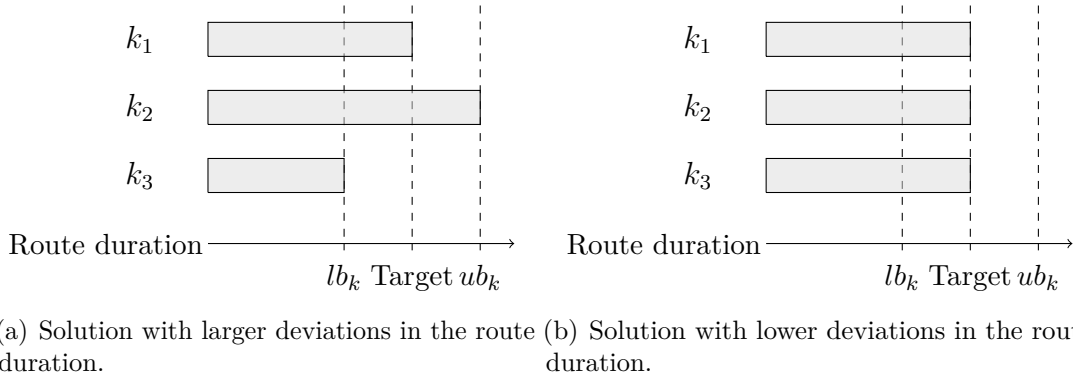 k₁
k₂
k₃
Route duration
lbₖ Target ubₖ
(a) Solution with larger deviations in the route
duration.
k₁
k₂
k₃
Route duration
lbₖ Target ubₖ
(b) Solution with lower deviations in the rout
duration.